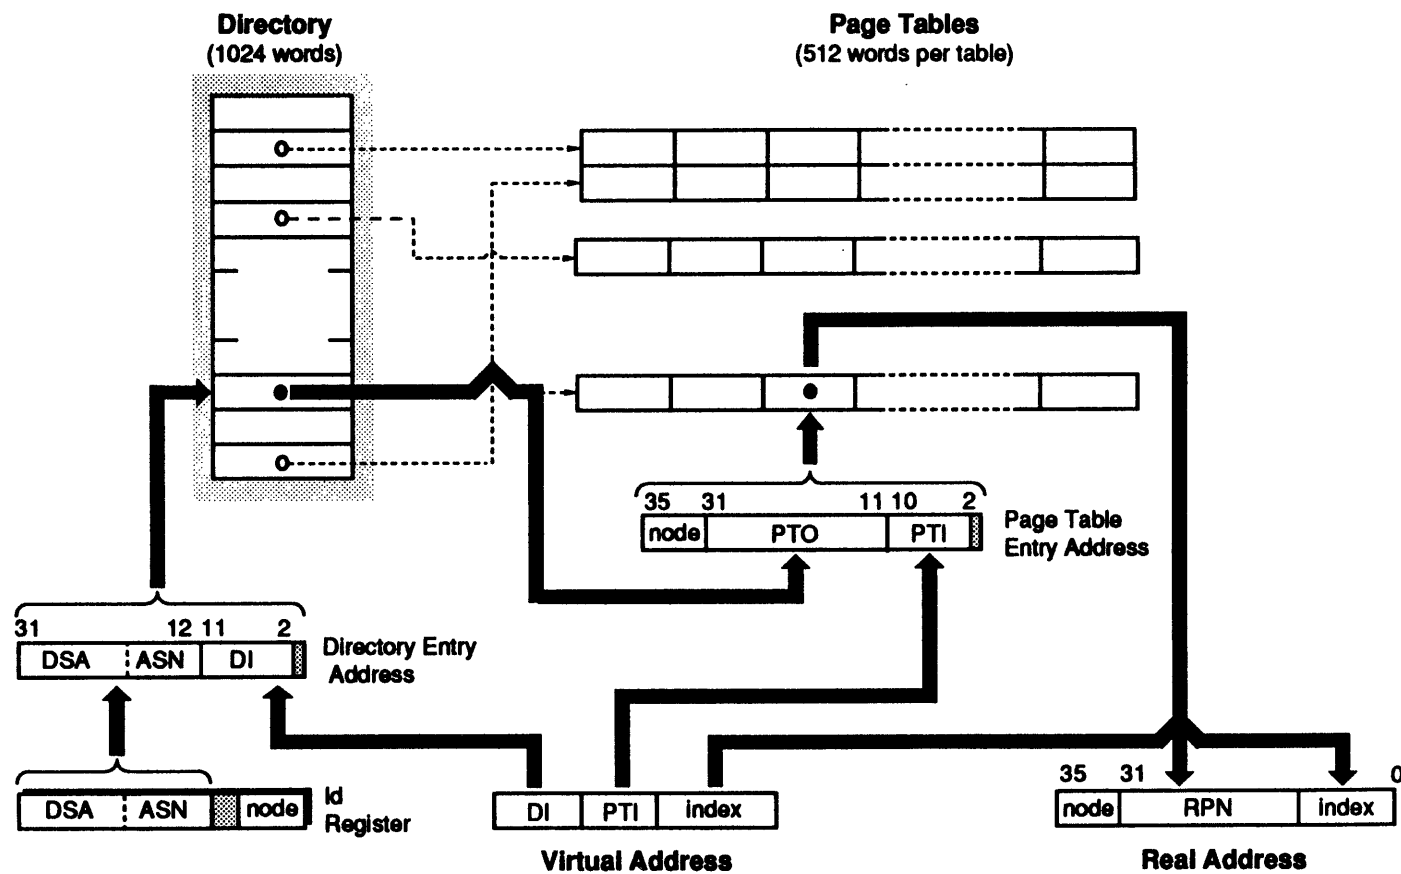 Directory
(1024 words)
Page Tables
(512 words per table)
35 31 11 10 2
node PTO PTI
Page Table
Entry Address
31 12 11 2
DSA ASN DI
Directory Entry
Address
DSA ASN node
Id
Register
DI PTI index
Virtual Address
35 31 0
node RPN index
Real Address